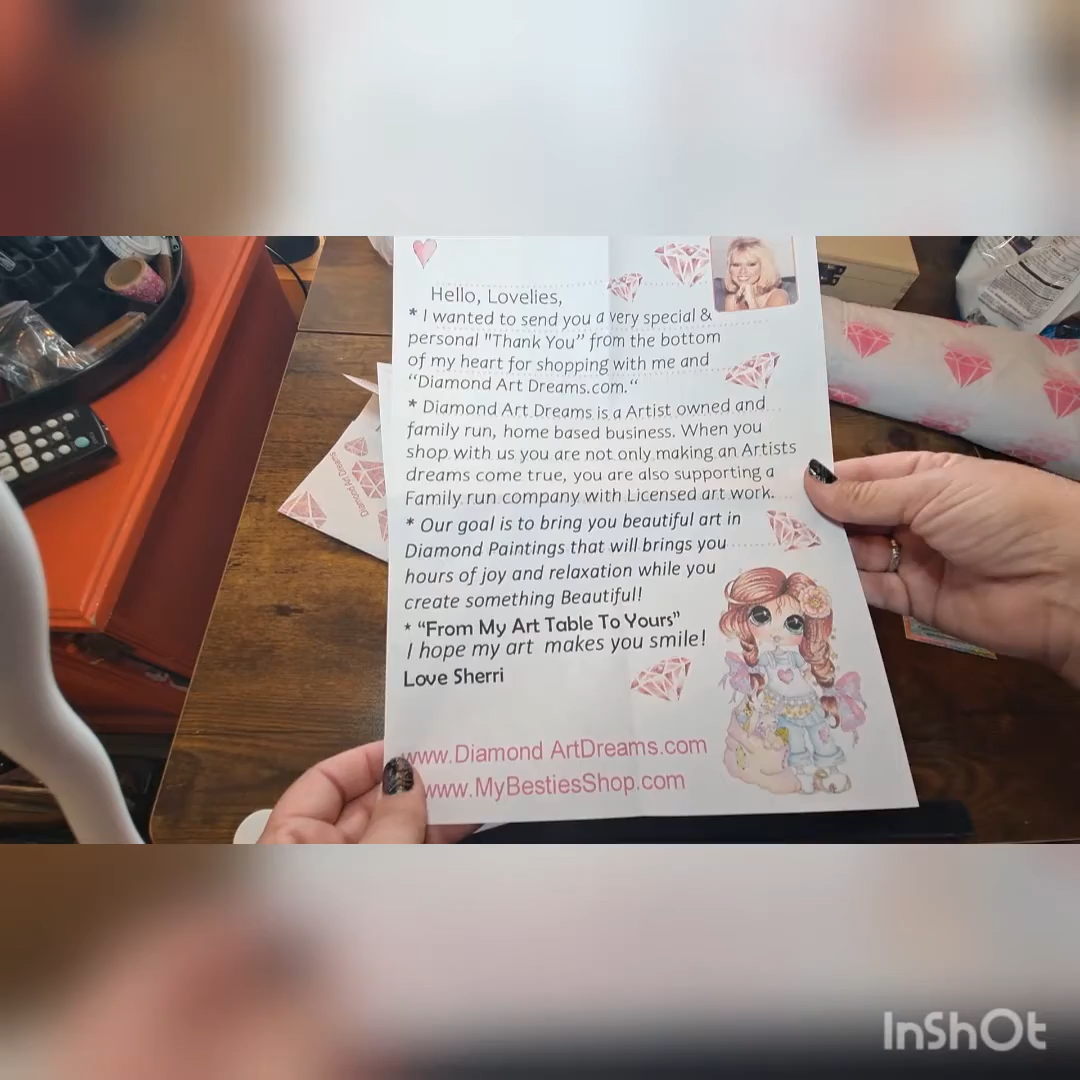 Hello, Lovelies,
* I wanted to send you a very special &
personal "Thank You" from the bottom
of my heart for shopping with me and
"Diamond Art Dreams.com."
* Diamond Art Dreams is a Artist owned and
family run, home based business. When you
shop with us you are not only making an Artists
dreams come true, you are also supporting a
Family run company with Licensed art work.
* Our goal is to bring you beautiful art in
Diamond Paintings that will brings you
hours of joy and relaxation while you
create something Beautiful!
* "From My Art Table To Yours"
I hope my art makes you smile!
Love Sherri
www.Diamond ArtDreams.com
www.MyBestiesShop.com
Diamond Art Dreams
InShOt